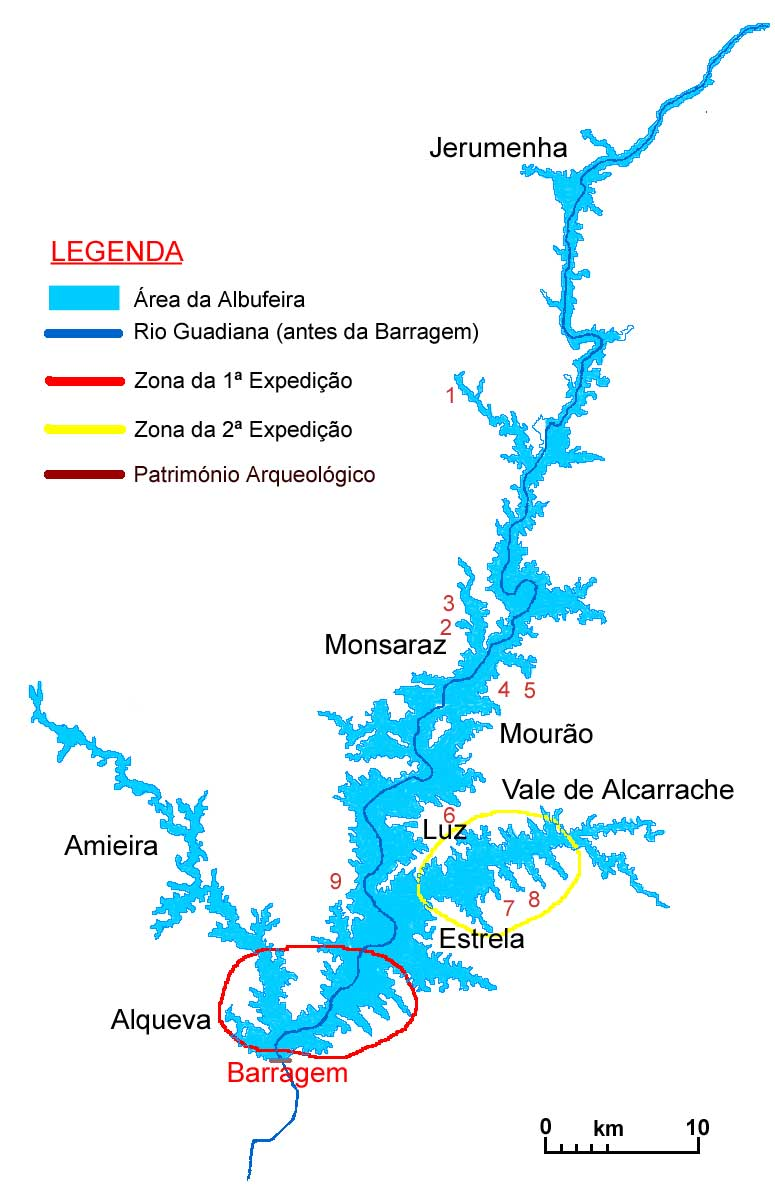 Jerumenha
LEGENDA
Área da Albufeira
Rio Guadiana (antes da Barragem)
Zona da 1ª Expedição
1
Zona da 2ª Expedição
Património Arqueológico
3
2
Monsaraz
4 5
Mourão
Vale de Alcarrache
6
Luz
Amieira
9
8
7
Estrela
Alqueva
Barragem
0 km 10